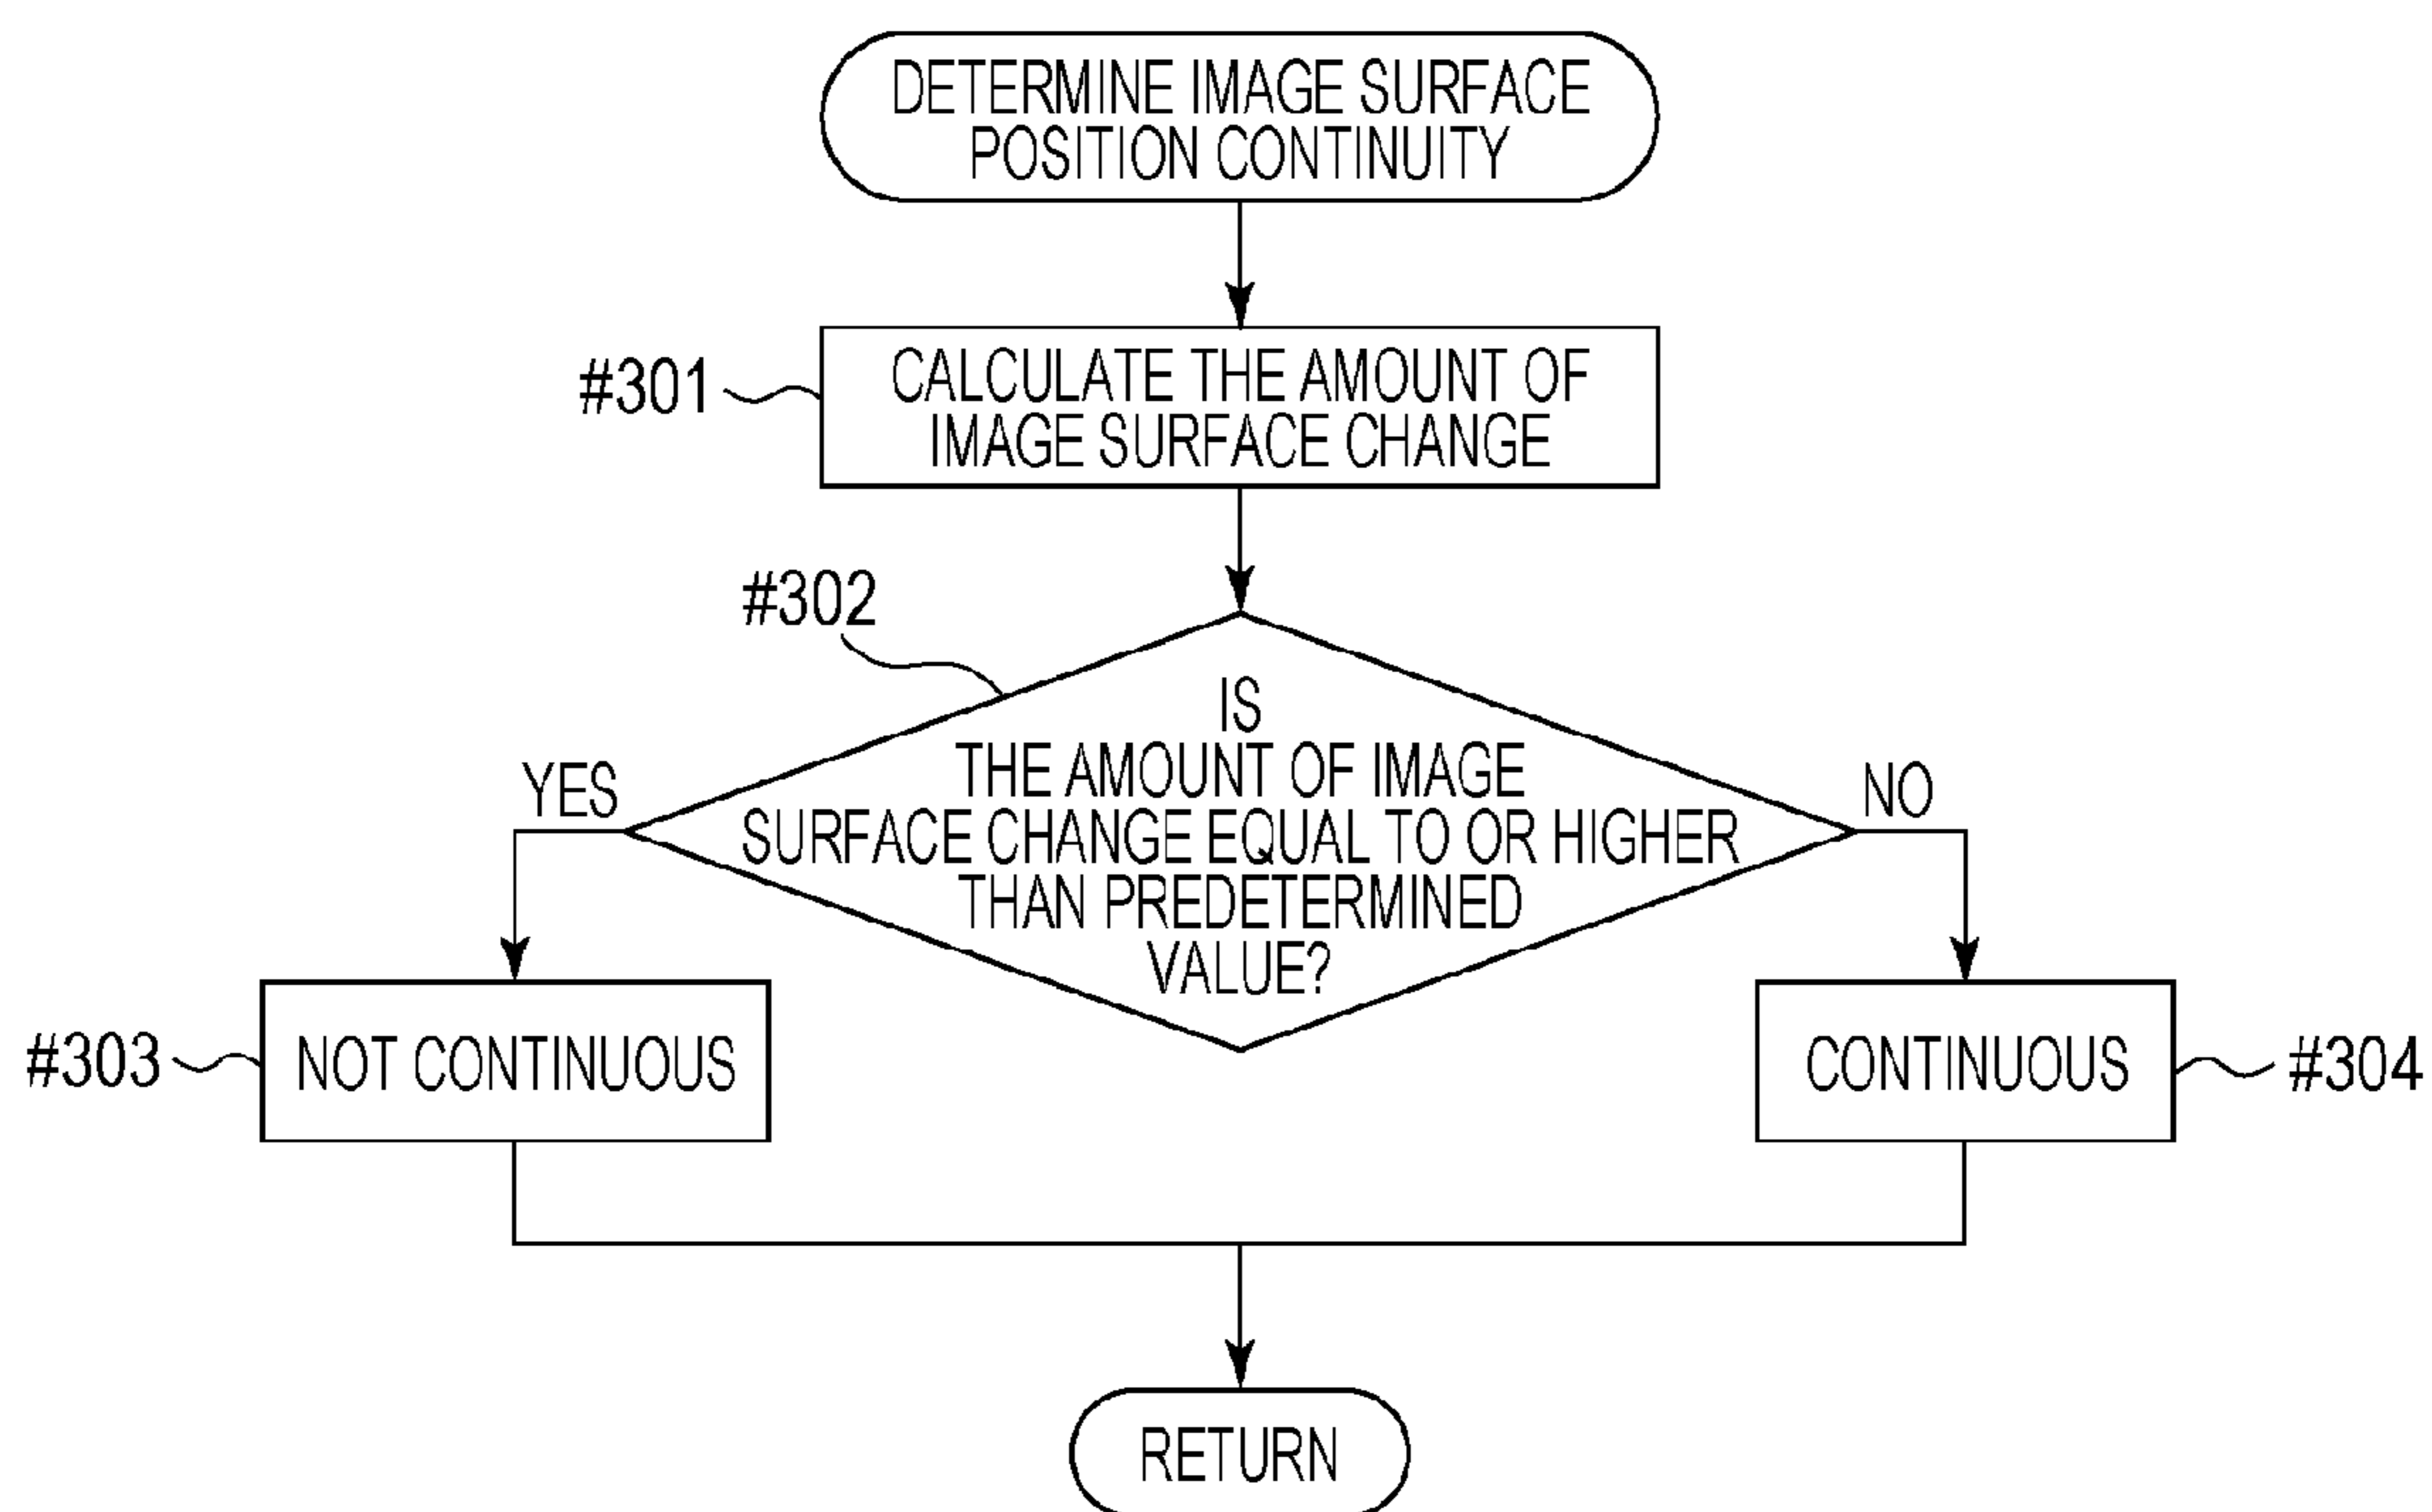 DETERMINE IMAGE SURFACE
POSITION CONTINUITY
#301
CALCULATE THE AMOUNT OF
IMAGE SURFACE CHANGE
#302
IS
THE AMOUNT OF IMAGE
SURFACE CHANGE EQUAL TO OR HIGHER
THAN PREDETERMINED
VALUE?
YES
NO
#303
NOT CONTINUOUS
CONTINUOUS
#304
RETURN